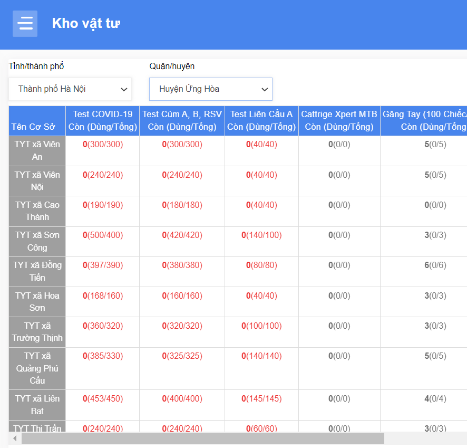 Kho vật tư
Tỉnh/thành phố Quận/huyện
Thành phố Hà Nội Huyện Ứng Hòa
Tên Cơ Sở Test COVID-19 Còn (Dùng/Tổng) Test Cúm A, B, RSV Còn (Dùng/Tổng) Test Liên Cầu A Còn (Dùng/Tổng) Cattrige Xpert MTB Còn (Dùng/Tổng) Găng Tay (100 Chiếc/ Còn (Dùng/Tổng)
TYT xã Viên An 0(300/300) 0(300/300) 0(40/40) 0(0/0) 5(0/5)
TYT xã Viên Nội 0(240/240) 0(240/240) 0(40/40) 0(0/0) 5(0/5)
TYT xã Cao Thành 0(190/190) 0(180/180) 0(40/40) 0(0/0) 0(0/0)
TYT xã Sơn Công 0(500/400) 0(420/420) 0(140/100) 0(0/0) 3(0/3)
TYT xã Đồng Tiến 0(397/390) 0(380/380) 0(80/80) 0(0/0) 6(0/6)
TYT xã Hoa Sơn 0(168/160) 0(160/160) 0(40/40) 0(0/0) 3(0/3)
TYT xã Trường Thịnh 0(360/320) 0(320/320) 0(100/100) 0(0/0) 3(0/3)
TYT xã Quảng Phú Cầu 0(385/330) 0(325/325) 0(140/140) 0(0/0) 5(0/5)
TYT xã Liên Bạt 0(453/450) 0(400/400) 0(145/145) 0(0/0) 4(0/4)
TYT Thị Trấn 0(240/240) 0(240/240) 0(60/60) 0(0/0) 3(0/3)